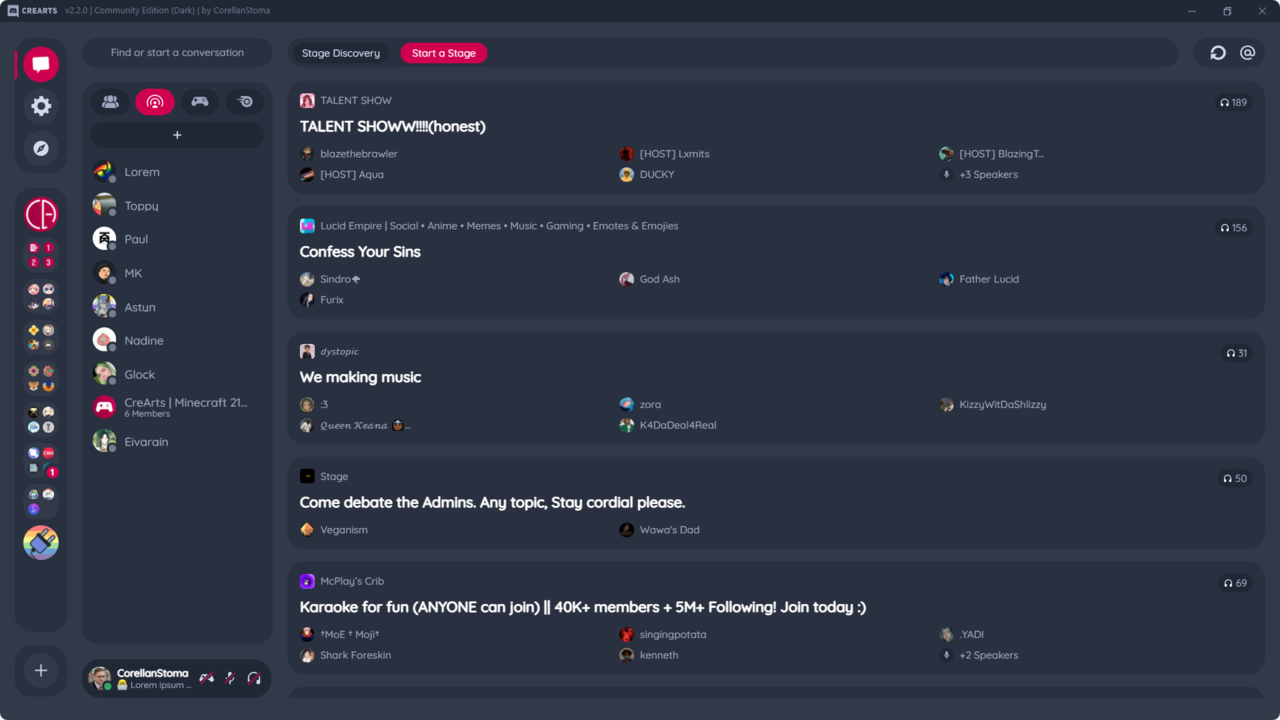 CREARTS v2.2.0 | Community Edition (Dark) | by CorellanStoma
Find or start a conversation
Stage Discovery
Start a Stage
Lorem
Toppy
Paul
MK
Astun
Nadine
Glock
CreArts | Minecraft 21...
6 Members
Eivarain
1
2 3
1
CorellanStoma
Lorem ipsum ...
TALENT SHOW
189
TALENT SHOWW!!!!(honest)
blazethebrawler
[HOST] Lxmits
[HOST] BlazingT...
[HOST] Aqua
DUCKY
+3 Speakers
Lucid Empire | Social • Anime • Memes • Music • Gaming • Emotes & Emojies
156
Confess Your Sins
Sindro
God Ash
Father Lucid
Furix
𝓭𝔂𝓼𝓽𝓸𝓹𝓲𝓬
31
We making music
:3
zora
KizzyWitDaShlizzy
𝓠𝓾𝓮𝓮𝓷 𝓚𝓮𝓪𝓷𝓪 ...
K4DaDeal4Real
Stage
50
Come debate the Admins. Any topic, Stay cordial please.
Veganism
Wawa's Dad
McPlay's Crib
69
Karaoke for fun (ANYONE can join) || 40K+ members + 5M+ Following! Join today :)
†MoE † Moji†
singingpotata
.YADI
Shark Foreskin
kenneth
+2 Speakers